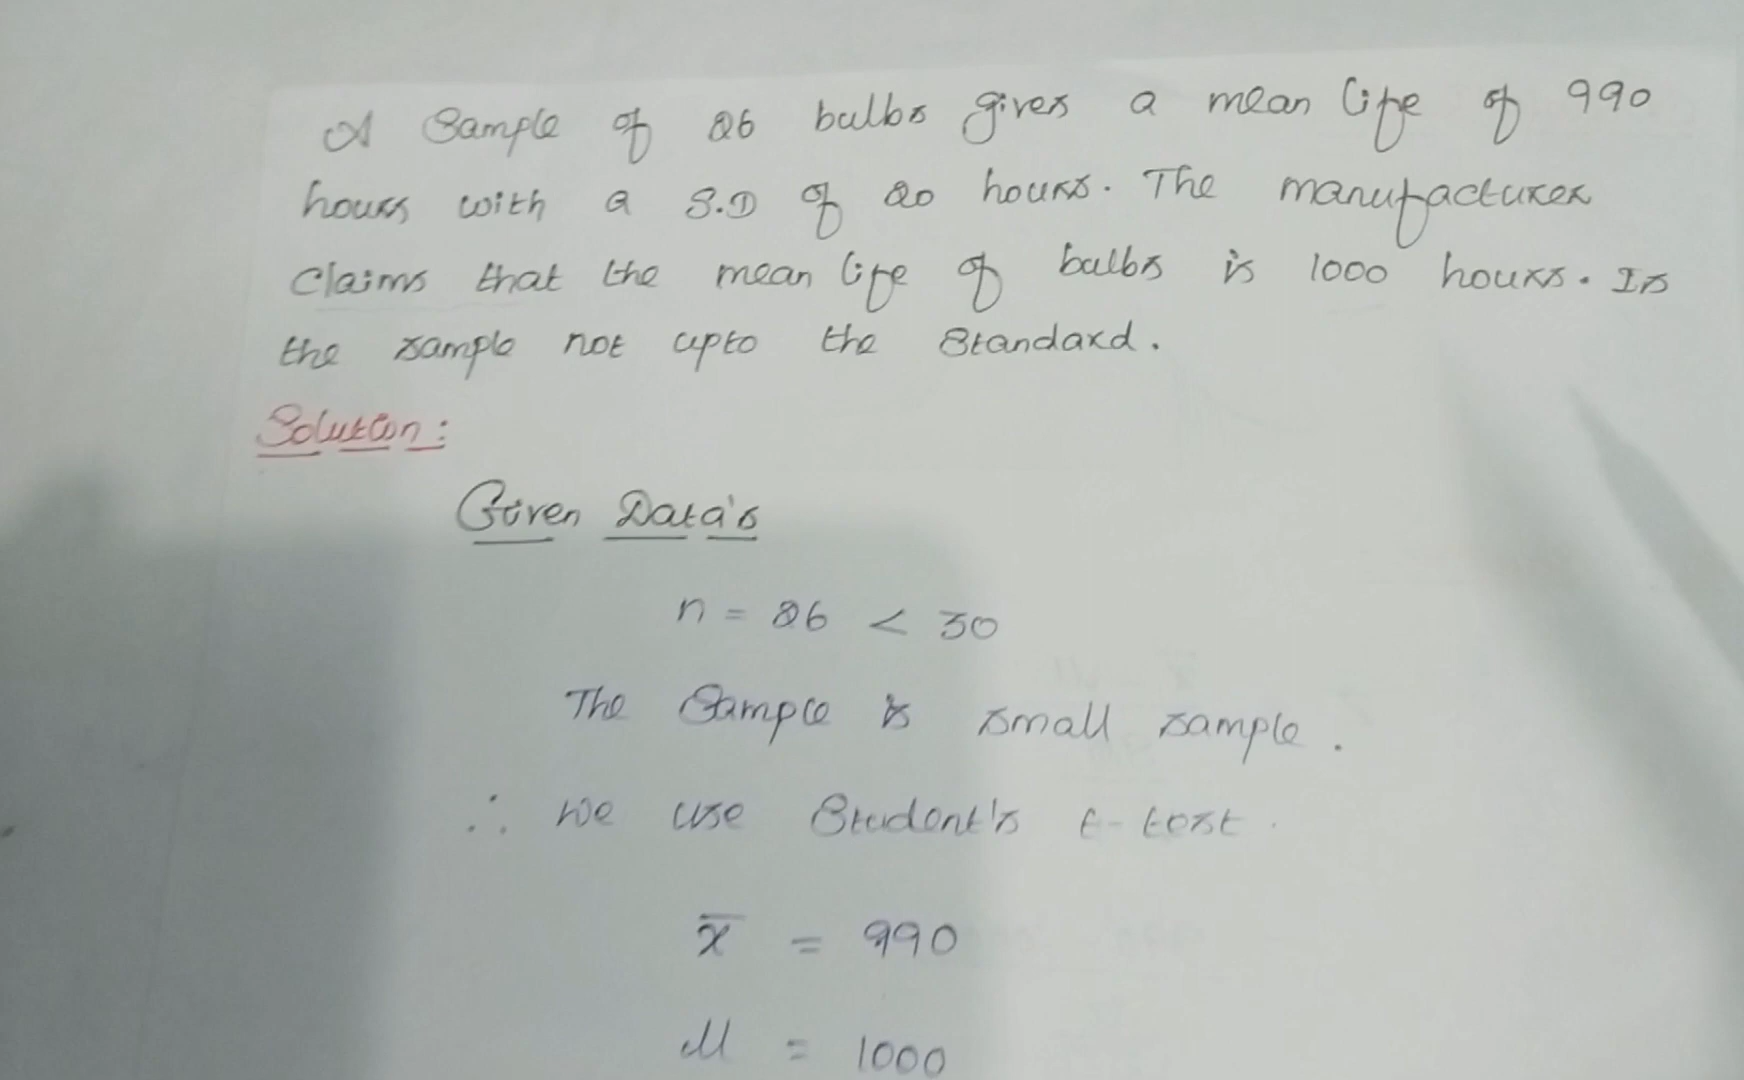 A Sample of 26 bulbs gives a mean life of 990
hours with a S.D of 20 hours. The manufacturer
Claims that the mean life of bulbs is 1000 hours. Is
the sample not upto the Standard.
Solution:
Given Data's
n = 26 < 30
The Sample is small sample.
∴ We use Student's t-test.
x̅ = 990
μ = 1000